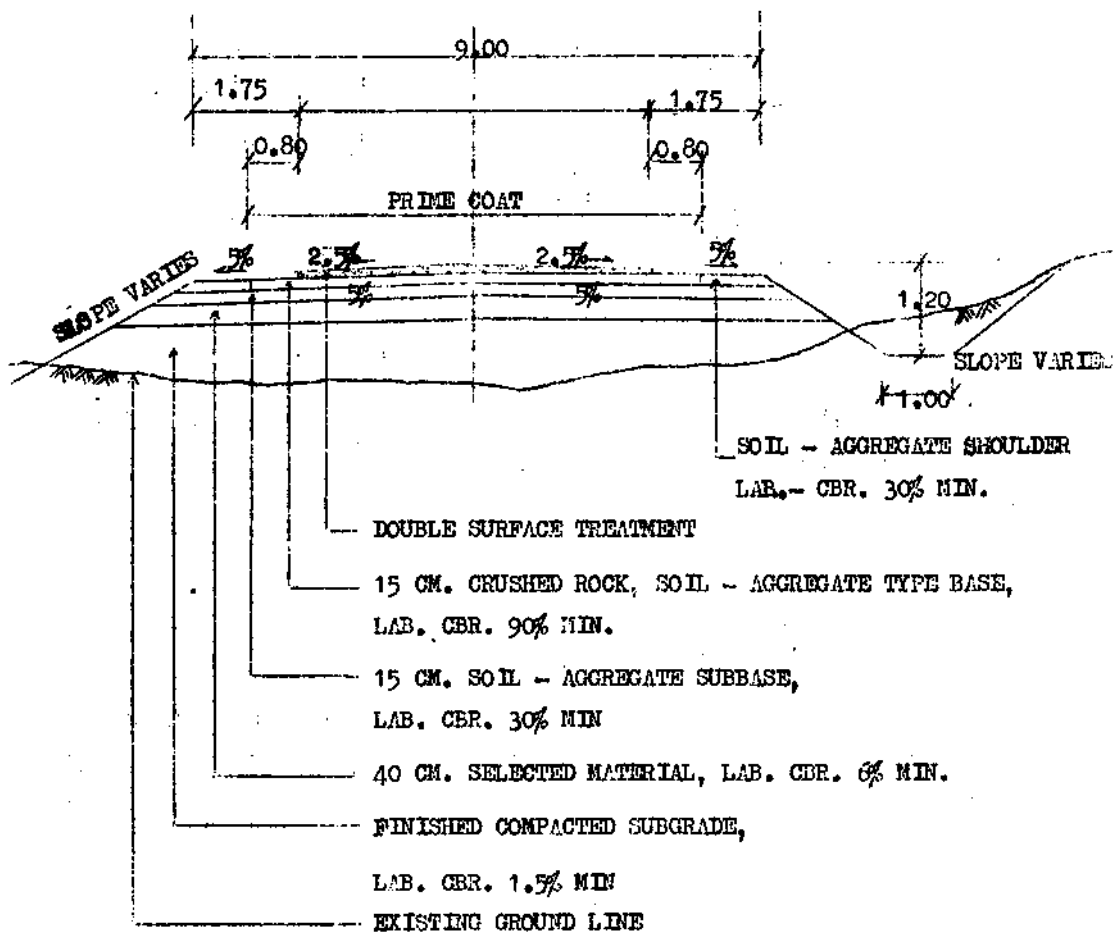 9.00
1.75
1.75
0.80
0.80
PRIME COAT
SLOPE VARIES
5%
2.5%
2.5%
5%
5%
5%
1.20
SLOPE VARIES
1.00
SOIL - AGGREGATE SHOULDER
LAB.- CBR. 30% MIN.
DOUBLE SURFACE TREATMENT
15 CM. CRUSHED ROCK, SOIL - AGGREGATE TYPE BASE,
LAB. CBR. 90% MIN.
15 CM. SOIL - AGGREGATE SUBBASE,
LAB. CBR. 30% MIN
40 CM. SELECTED MATERIAL, LAB. CBR. 6% MIN.
FINISHED COMPACTED SUBGRADE,
LAB. CBR. 1.5% MIN
EXISTING GROUND LINE